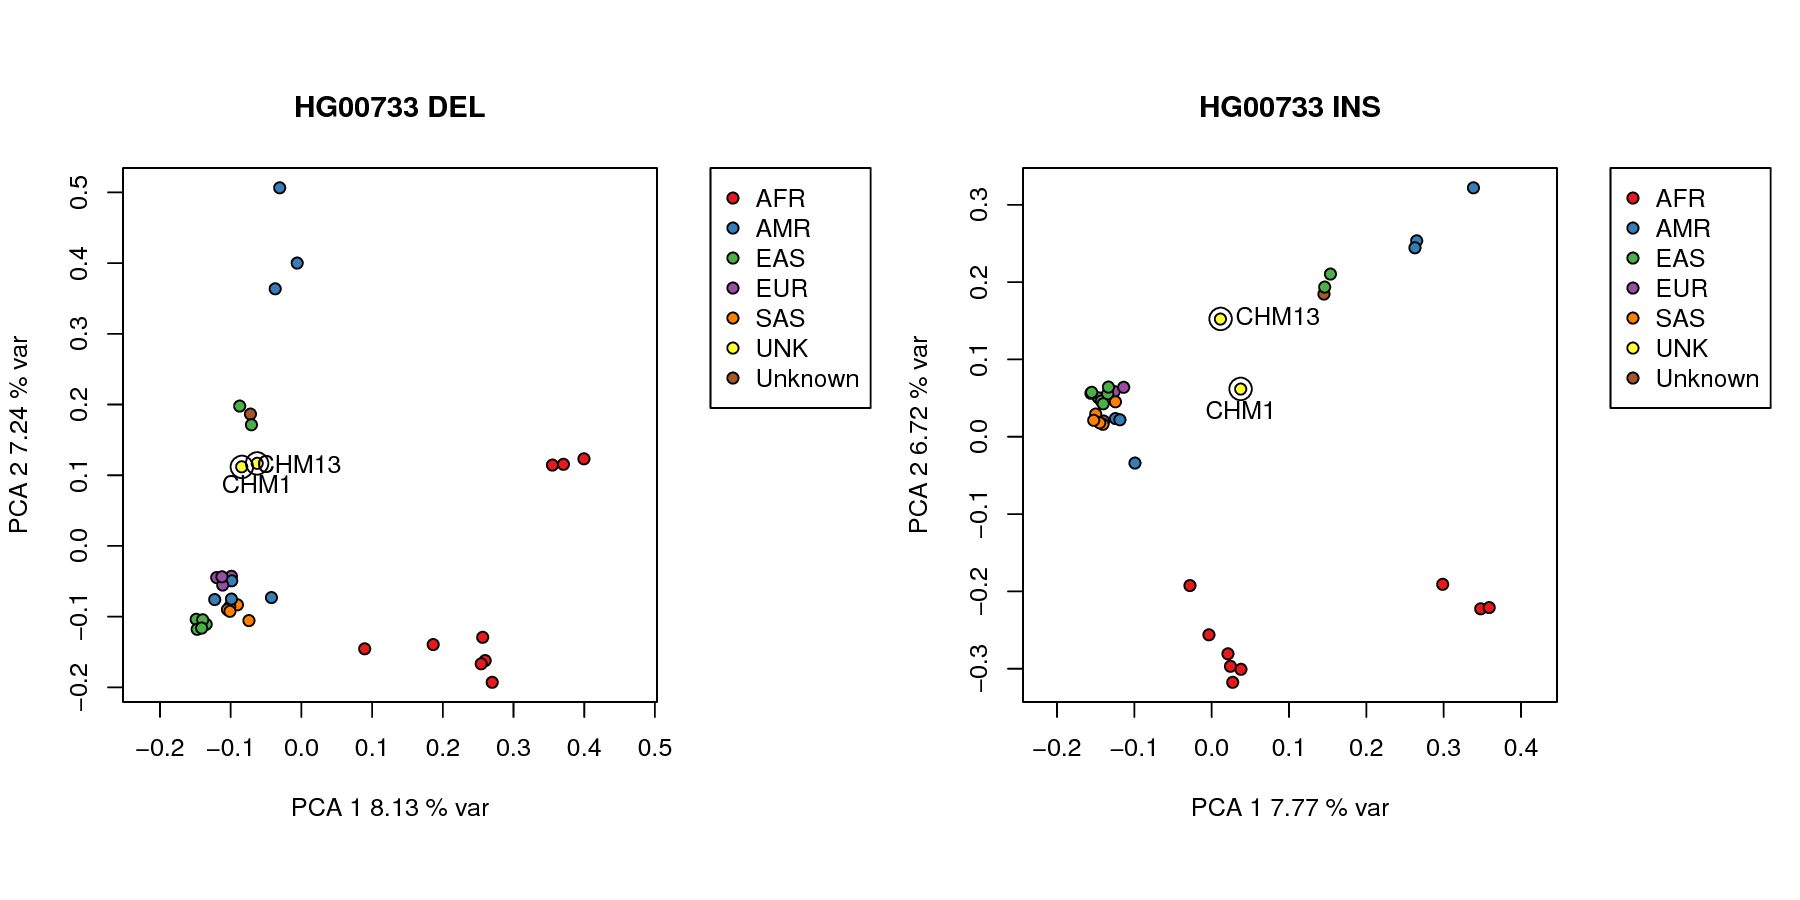 HG00733 DEL
PCA 2 7.24 % var
0.5
0.4
0.3
0.2
0.1
0.0
−0.1
−0.2
CHM13
CHM1
−0.2 −0.1 0.0 0.1 0.2 0.3 0.4 0.5
PCA 1 8.13 % var
AFR
AMR
EAS
EUR
SAS
UNK
Unknown
HG00733 INS
PCA 2 6.72 % var
0.3
0.2
0.1
0.0
−0.1
−0.2
−0.3
CHM13
CHM1
−0.2 −0.1 0.0 0.1 0.2 0.3 0.4
PCA 1 7.77 % var
AFR
AMR
EAS
EUR
SAS
UNK
Unknown